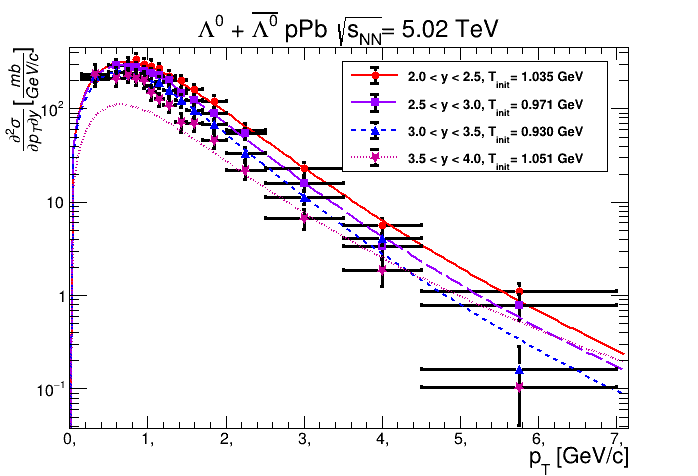 Λ⁰ + Λ̅⁰ pPb √s_NN = 5.02 TeV
∂²σ/∂p_T∂y [mb/GeV/c]
2.0 < y < 2.5, T_init = 1.035 GeV
2.5 < y < 3.0, T_init = 0.971 GeV
3.0 < y < 3.5, T_init = 0.930 GeV
3.5 < y < 4.0, T_init = 1.051 GeV
10²
10
1
10⁻¹
0, 1, 2, 3, 4, 5, 6, 7,
p_T [GeV/c]